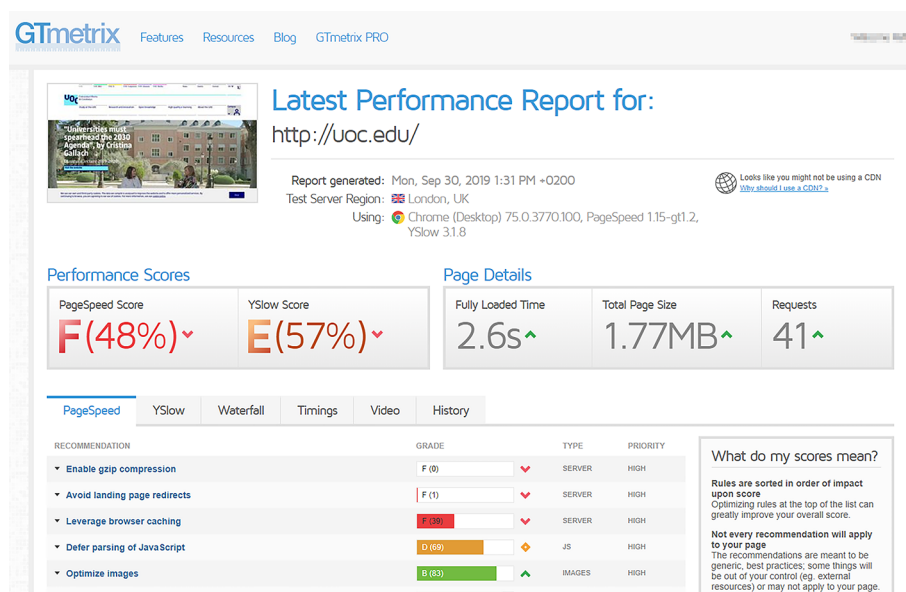 GTmetrix
Features Resources Blog GTmetrix PRO
UOC
"Universities must
spearhead the 2030
Agenda", by Cristina
Gallach
Latest Performance Report for:
http://uoc.edu/
Report generated: Mon, Sep 30, 2019 1:31 PM +0200
Test Server Region: London, UK
Using: Chrome (Desktop) 75.0.3770.100, PageSpeed 1.15-gt1.2,
YSlow 3.1.8
Looks like you might not be using a CDN
Why should I use a CDN? »
Performance Scores
PageSpeed Score YSlow Score
F(48%) E(57%)
Page Details
Fully Loaded Time Total Page Size Requests
2.6s 1.77MB 41
PageSpeed YSlow Waterfall Timings Video History
RECOMMENDATION GRADE TYPE PRIORITY
Enable gzip compression F (0) SERVER HIGH
Avoid landing page redirects F (1) SERVER HIGH
Leverage browser caching F (39) SERVER HIGH
Defer parsing of JavaScript D (69) JS HIGH
Optimize images B (83) IMAGES HIGH
What do my scores mean?
Rules are sorted in order of impact
upon score
Optimizing rules at the top of the list can
greatly improve your overall score.
Not every recommendation will apply
to your page
The recommendations are meant to be
generic, best practices; some things will
be out of your control (eg. external
resources) or may not apply to your page.